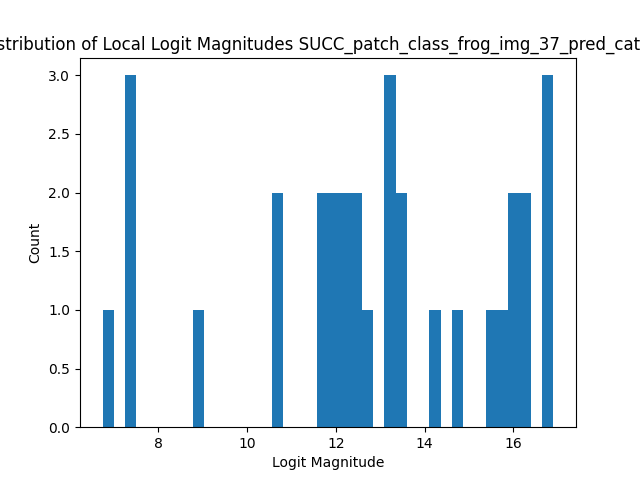 stribution of Local Logit Magnitudes SUCC_patch_class_frog_img_37_pred_cat
3.0
2.5
2.0
1.5
1.0
0.5
0.0
Count
8 10 12 14 16
Logit Magnitude